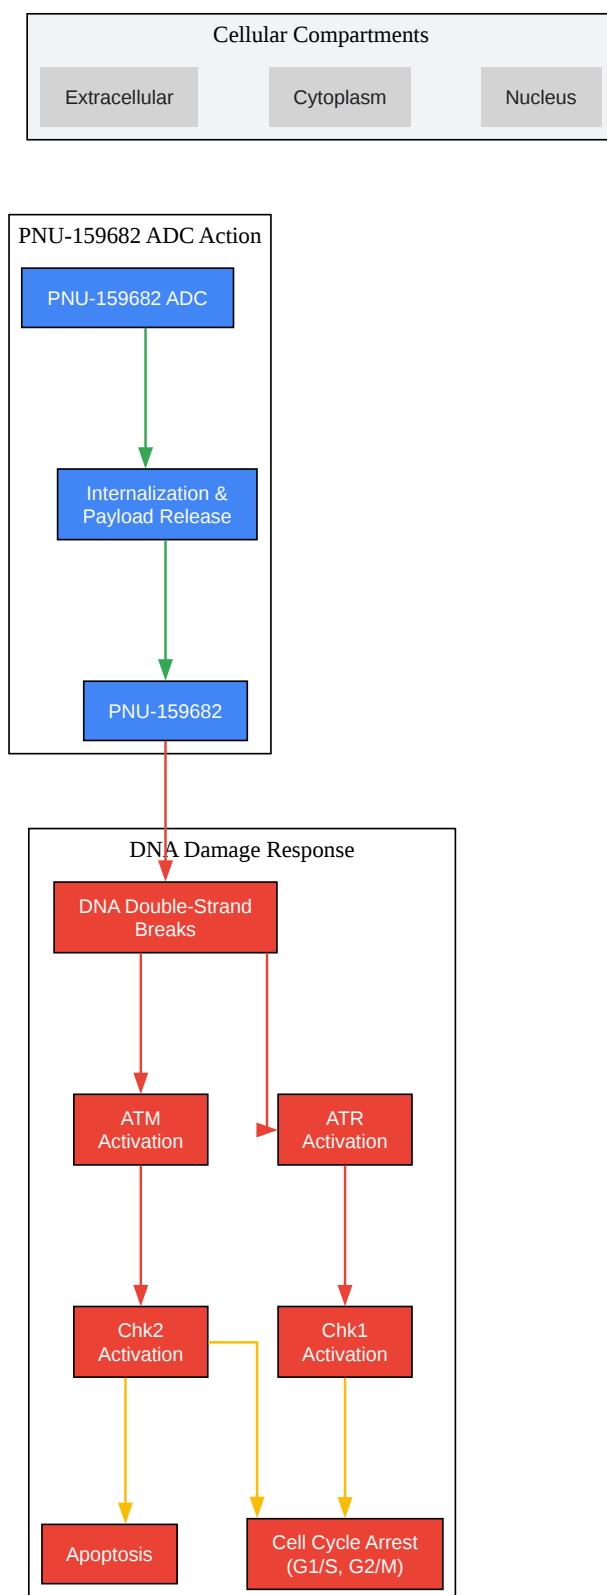 Cellular Compartments
Extracellular
Cytoplasm
Nucleus
PNU-159682 ADC Action
PNU-159682 ADC
Internalization &
Payload Release
PNU-159682
DNA Damage Response
DNA Double-Strand
Breaks
ATM
Activation
ATR
Activation
Chk2
Activation
Chk1
Activation
Apoptosis
Cell Cycle Arrest
(G1/S, G2/M)